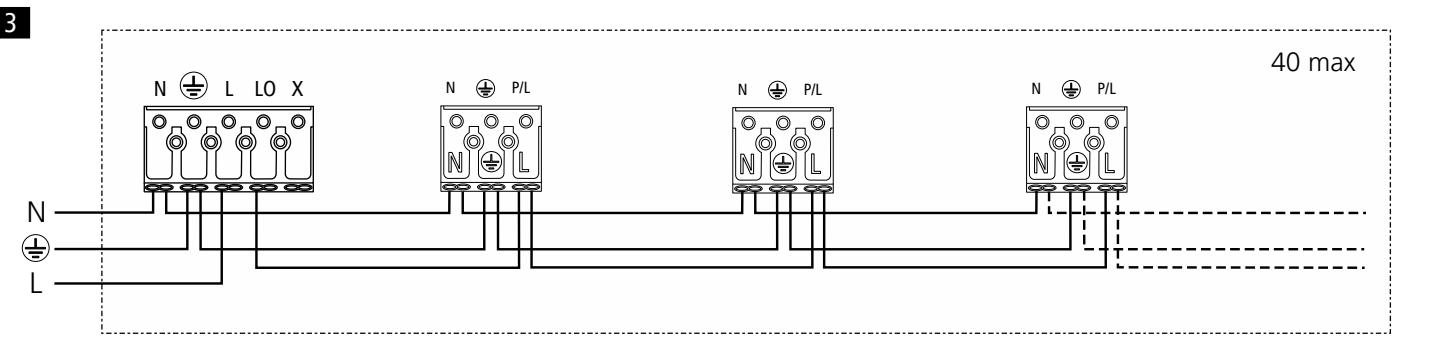 3
40 max
N ⏚ L LO X
N ⏚ P/L
N ⏚ P/L
N ⏚ P/L
N ⏚ L
N ⏚ L
N ⏚ L
N
⏚
L